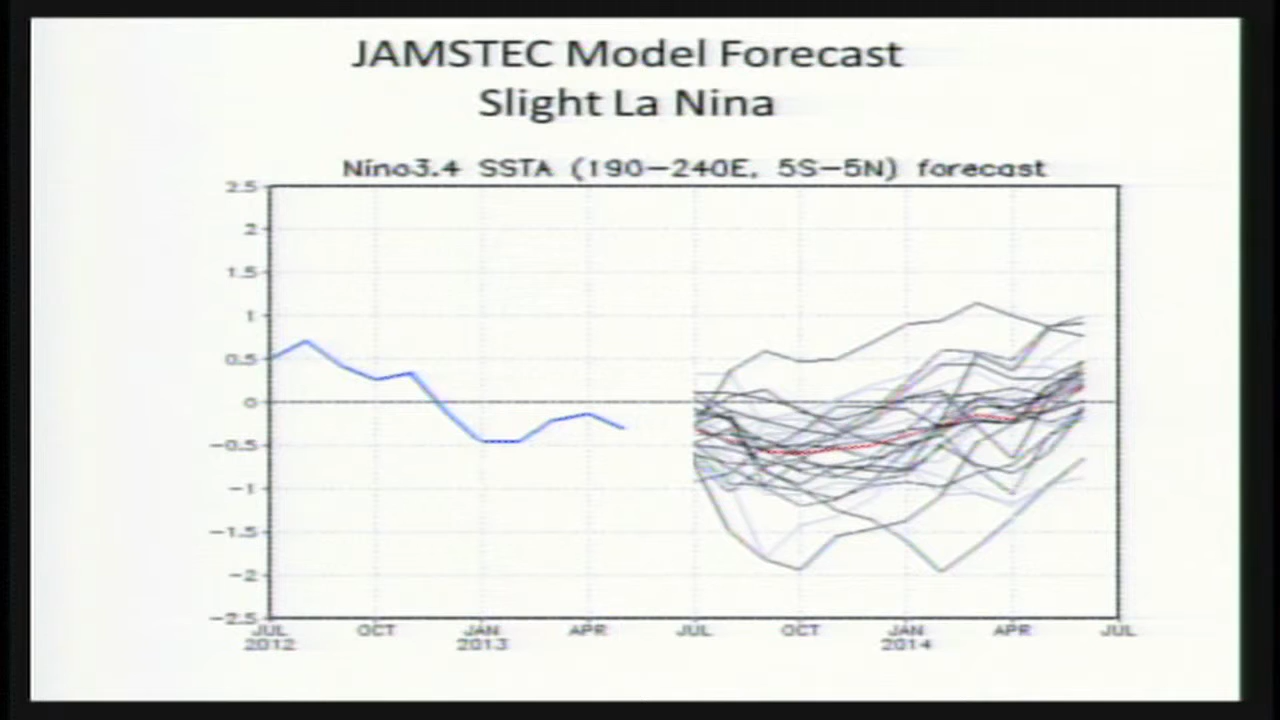 JAMSTEC Model Forecast
Slight La Nina
Nino3.4 SSTA (190-240E, 5S-5N) forecast
2.5
2
1.5
1
0.5
0
-0.5
-1
-1.5
-2
-2.5
JUL OCT JAN APR JUL OCT JAN APR JUL
2012 2013 2014